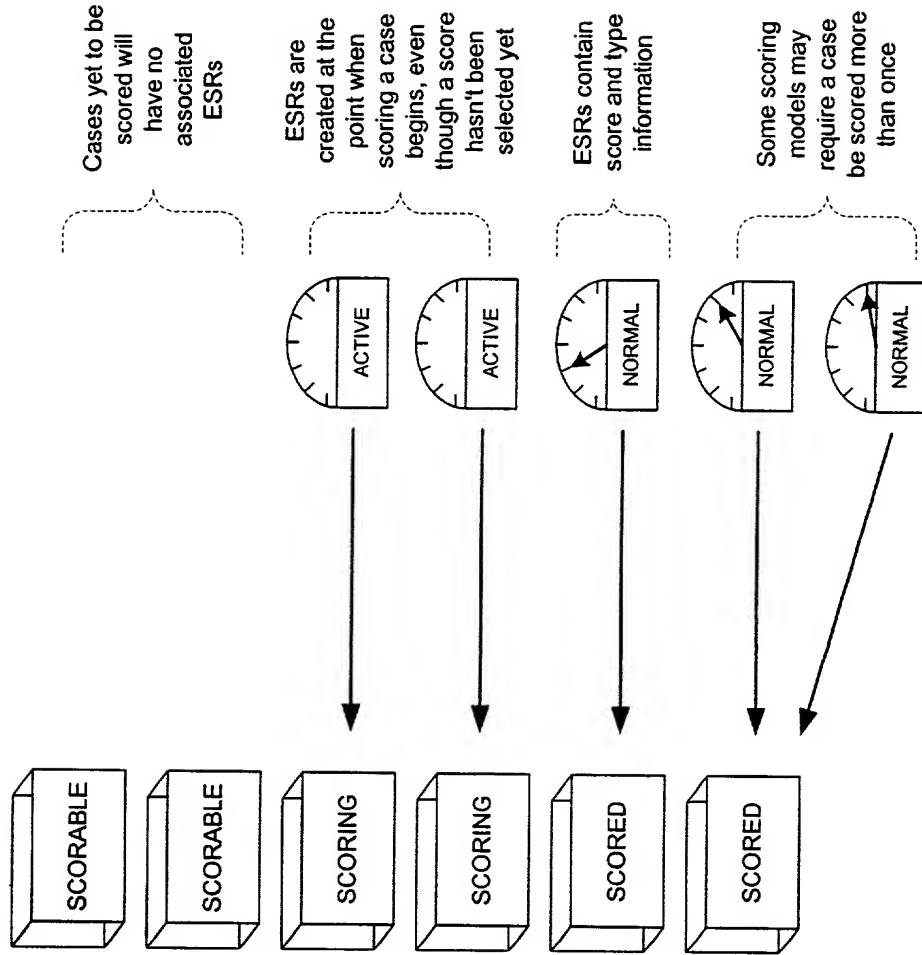 SCORABLE
SCORABLE
Cases yet to be
scored will
have no
associated
ESRs
SCORING
ACTIVE
SCORING
ACTIVE
ESRs are
created at the
point when
scoring a case
begins, even
though a score
hasn't been
selected yet
SCORED
NORMAL
ESRs contain
score and type
information
SCORED
NORMAL
NORMAL
Some scoring
models may
require a case
be scored more
than once